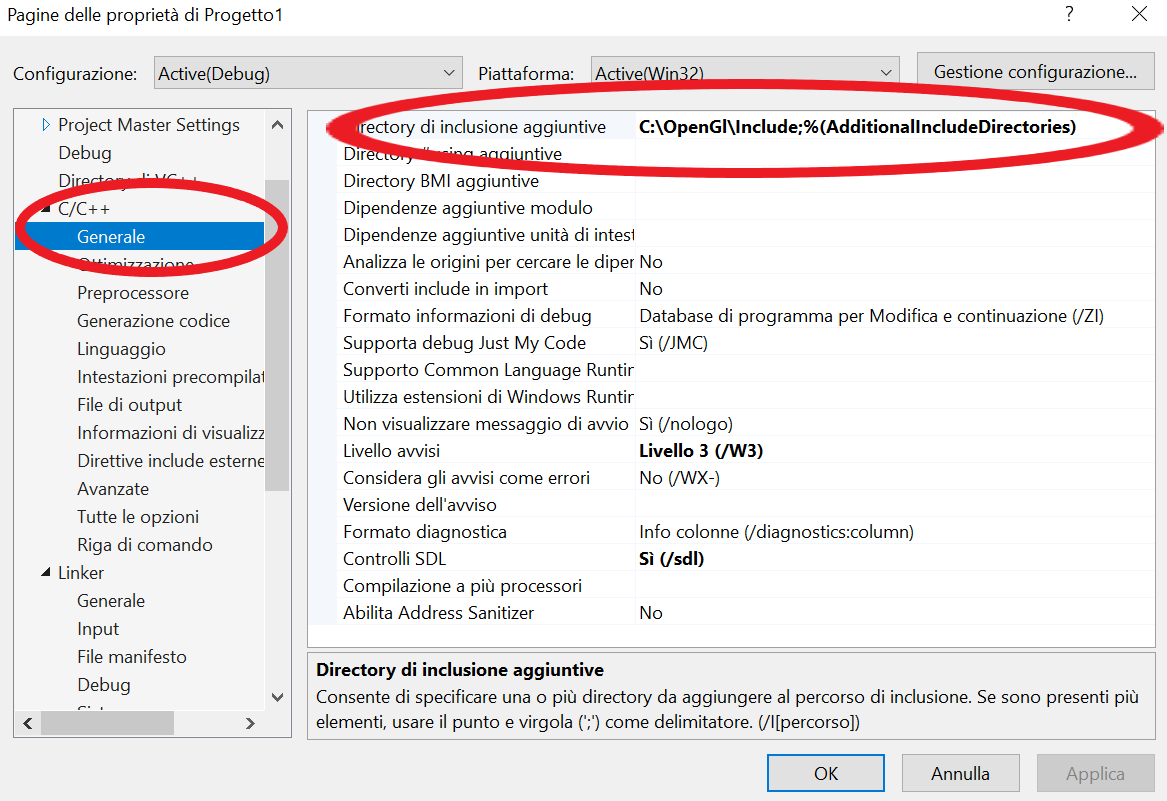 Pagine delle proprietà di Progetto1
?
Configurazione: Active(Debug) Piattaforma: Active(Win32) Gestione configurazione...
Project Master Settings
Debug
Directory di VC++
C/C++
Generale
Ottimizzazione
Preprocessore
Generazione codice
Linguaggio
Intestazioni precompilat
File di output
Informazioni di visualizz
Direttive include esterne
Avanzate
Tutte le opzioni
Riga di comando
Linker
Generale
Input
File manifesto
Debug
Directory di inclusione aggiuntive C:\OpenGl\Include;%(AdditionalIncludeDirectories)
Directory #using aggiuntive
Directory BMI aggiuntive
Dipendenze aggiuntive modulo
Dipendenze aggiuntive unità di intest
Analizza le origini per cercare le diper No
Converti include in import No
Formato informazioni di debug Database di programma per Modifica e continuazione (/ZI)
Supporta debug Just My Code Sì (/JMC)
Supporto Common Language Runtir
Utilizza estensioni di Windows Runtir
Non visualizzare messaggio di avvio Sì (/nologo)
Livello avvisi Livello 3 (/W3)
Considera gli avvisi come errori No (/WX-)
Versione dell'avviso
Formato diagnostica Info colonne (/diagnostics:column)
Controlli SDL Sì (/sdl)
Compilazione a più processori
Abilita Address Sanitizer No
Directory di inclusione aggiuntive
Consente di specificare una o più directory da aggiungere al percorso di inclusione. Se sono presenti più
elementi, usare il punto e virgola (';') come delimitatore. (/I[percorso])
OK Annulla Applica